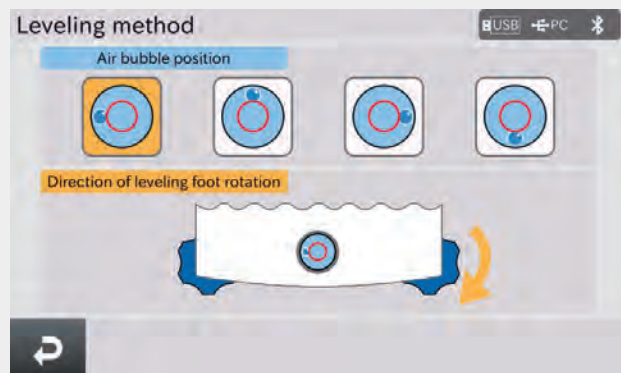 Leveling method
USB PC
Air bubble position
Direction of leveling foot rotation